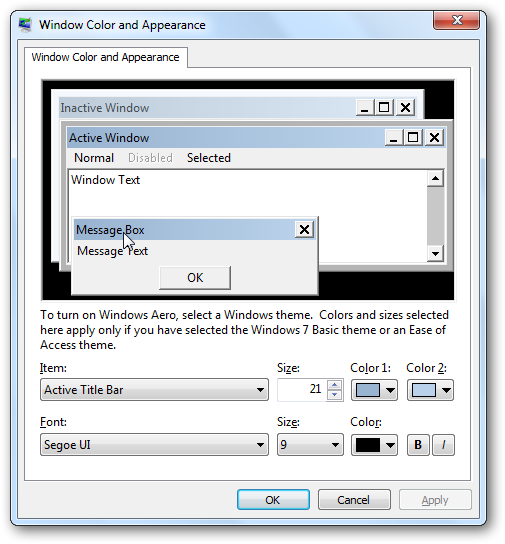 Window Color and Appearance
Window Color and Appearance
Inactive Window
Active Window
Normal Disabled Selected
Window Text
Message Box
Message Text
OK
To turn on Windows Aero, select a Windows theme. Colors and sizes selected
here apply only if you have selected the Windows 7 Basic theme or an Ease of
Access theme.
Item: Size: Color 1: Color 2:
Active Title Bar 21
Font: Size: Color:
Segoe UI 9 B I
OK Cancel Apply